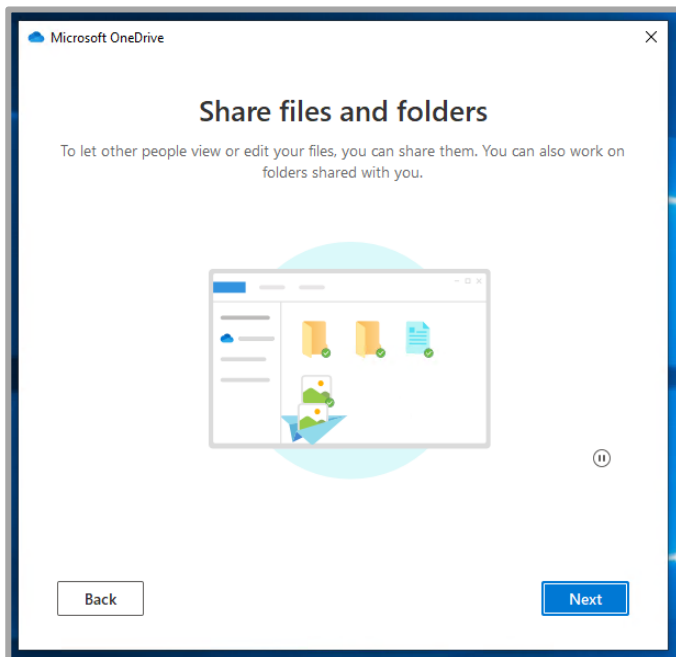 Microsoft OneDrive
Share files and folders
To let other people view or edit your files, you can share them. You can also work on
folders shared with you.
Back
Next